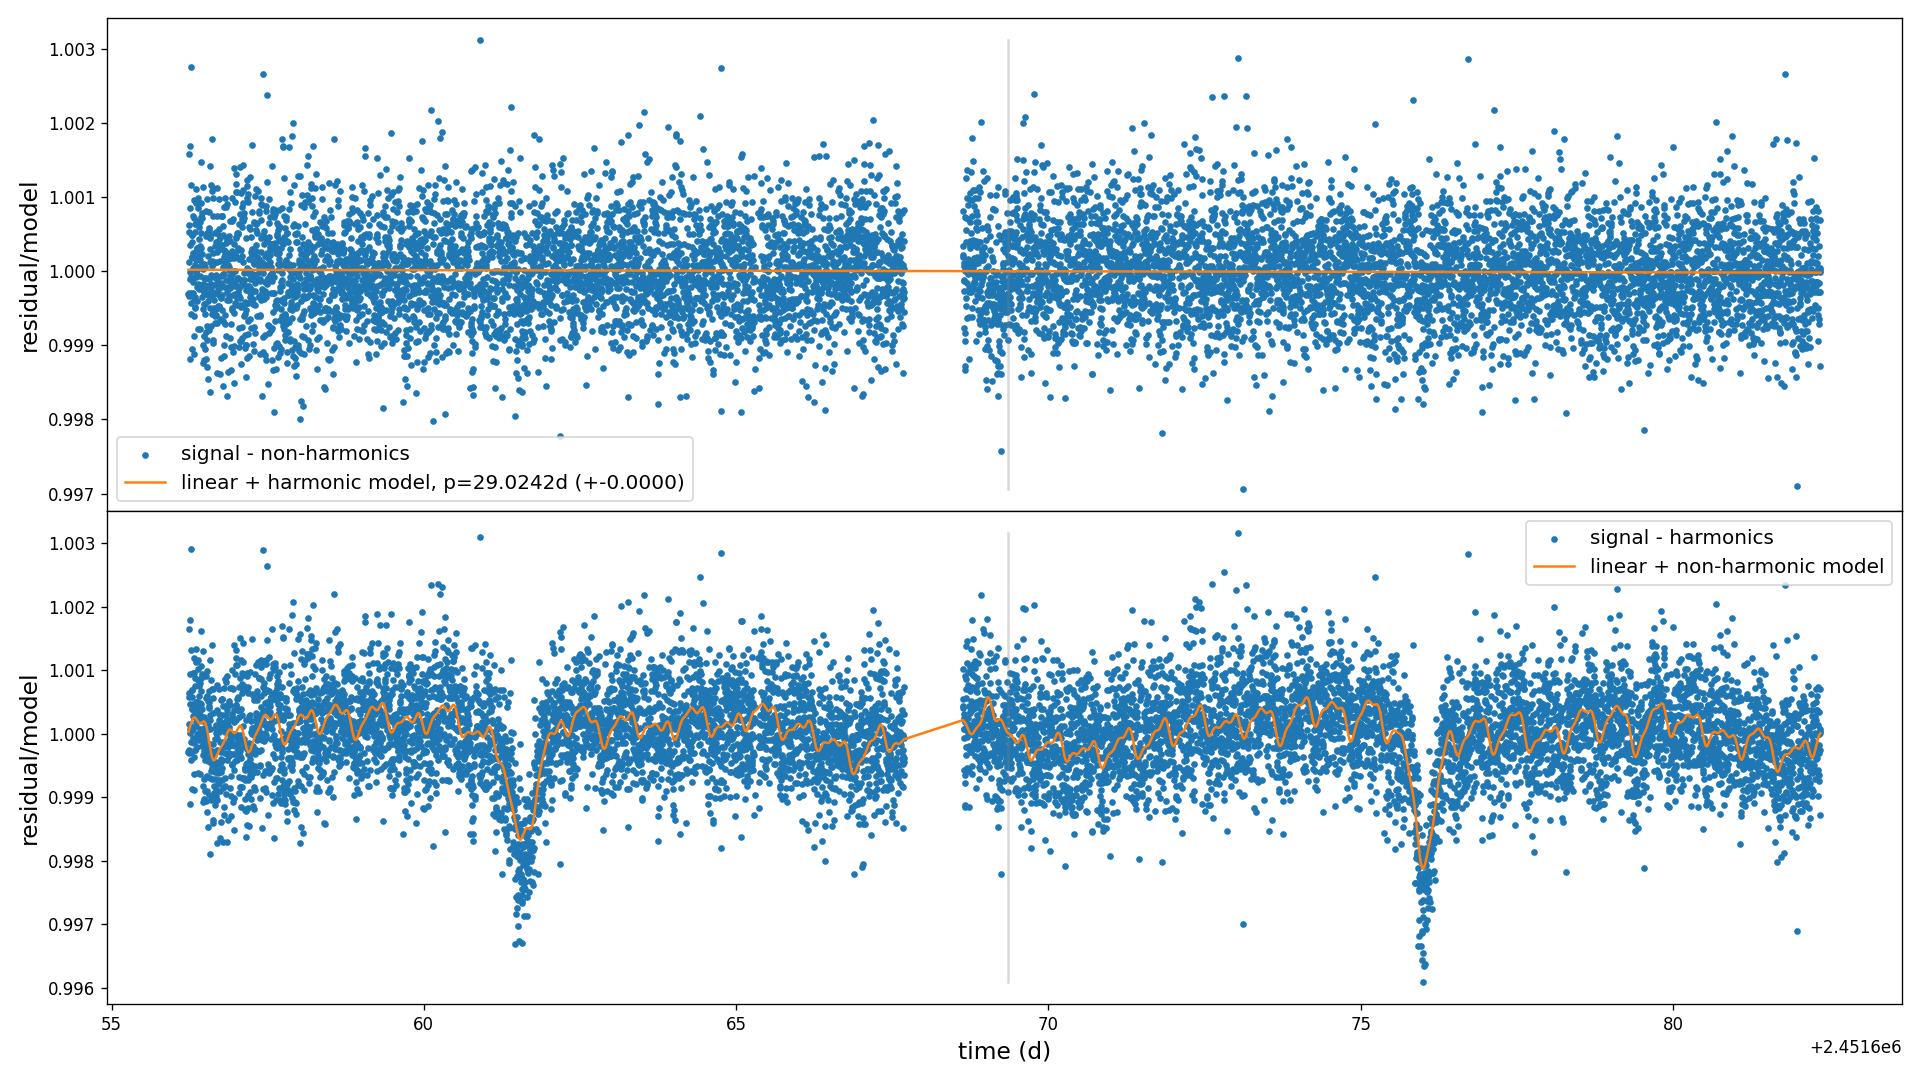 1.003
1.002
1.001
1.000
0.999
0.998
0.997
residual/model
signal - non-harmonics
linear + harmonic model, p=29.0242d (+-0.0000)
1.003
1.002
1.001
1.000
0.999
0.998
0.997
0.996
residual/model
signal - harmonics
linear + non-harmonic model
55
60
65
70
75
80
time (d)
+2.4516e6